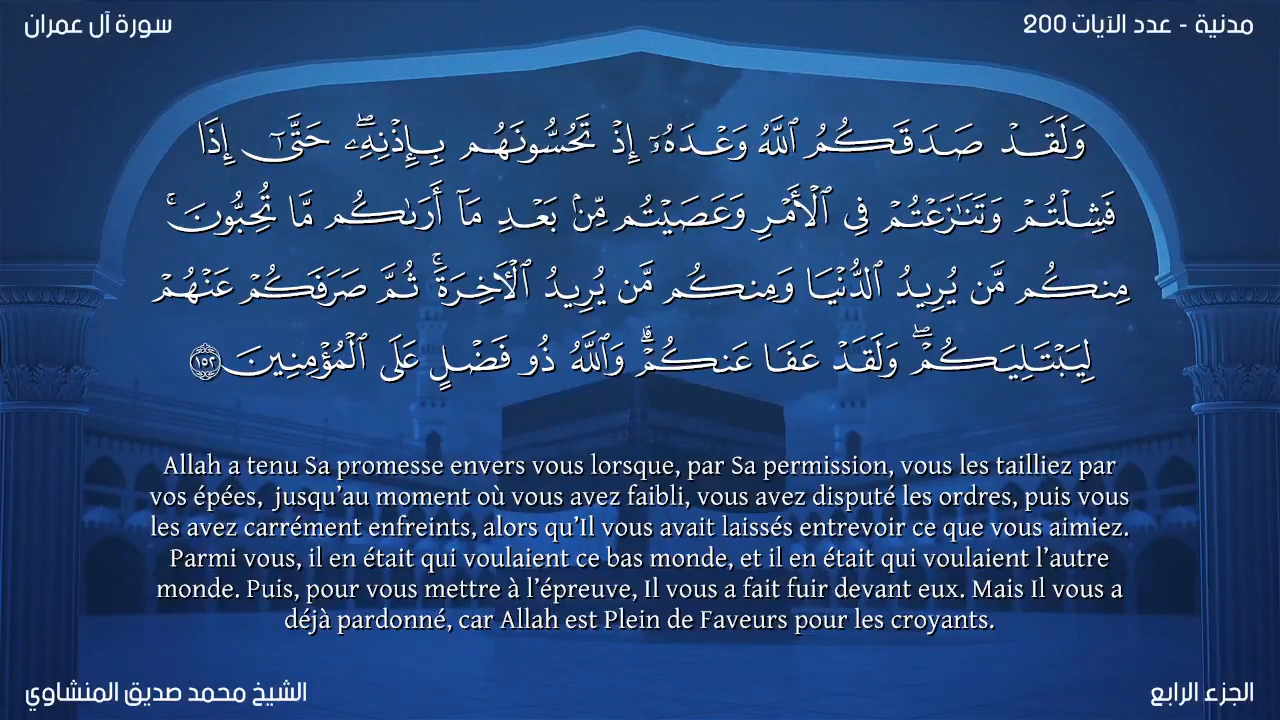 مدنية - عدد الآيات 200
سورة آل عمران
وَلَقَدْ صَدَقَكُمُ ٱللَّهُ وَعْدَهُۥٓ إِذْ تَحُسُّونَهُم بِإِذْنِهِۦۖ حَتَّىٰٓ إِذَا
فَشِلْتُمْ وَتَنَـٰزَعْتُمْ فِى ٱلْأَمْرِ وَعَصَيْتُم مِّنۢ بَعْدِ مَآ أَرَىٰكُم مَّا تُحِبُّونَۚ
مِنكُم مَّن يُرِيدُ ٱلدُّنْيَا وَمِنكُم مَّن يُرِيدُ ٱلْـَٔاخِرَةَۚ ثُمَّ صَرَفَكُمْ عَنْهُمْ
لِيَبْتَلِيَكُمْۖ وَلَقَدْ عَفَا عَنكُمْۗ وَٱللَّهُ ذُو فَضْلٍ عَلَى ٱلْمُؤْمِنِينَ ١٥٢
Allah a tenu Sa promesse envers vous lorsque, par Sa permission, vous les tailliez par
vos épées, jusqu’au moment où vous avez faibli, vous avez disputé les ordres, puis vous
les avez carrément enfreints, alors qu’Il vous avait laissés entrevoir ce que vous aimiez.
Parmi vous, il en était qui voulaient ce bas monde, et il en était qui voulaient l’autre
monde. Puis, pour vous mettre à l’épreuve, Il vous a fait fuir devant eux. Mais Il vous a
déjà pardonné, car Allah est Plein de Faveurs pour les croyants.
الجزء الرابع
الشيخ محمد صديق المنشاوي